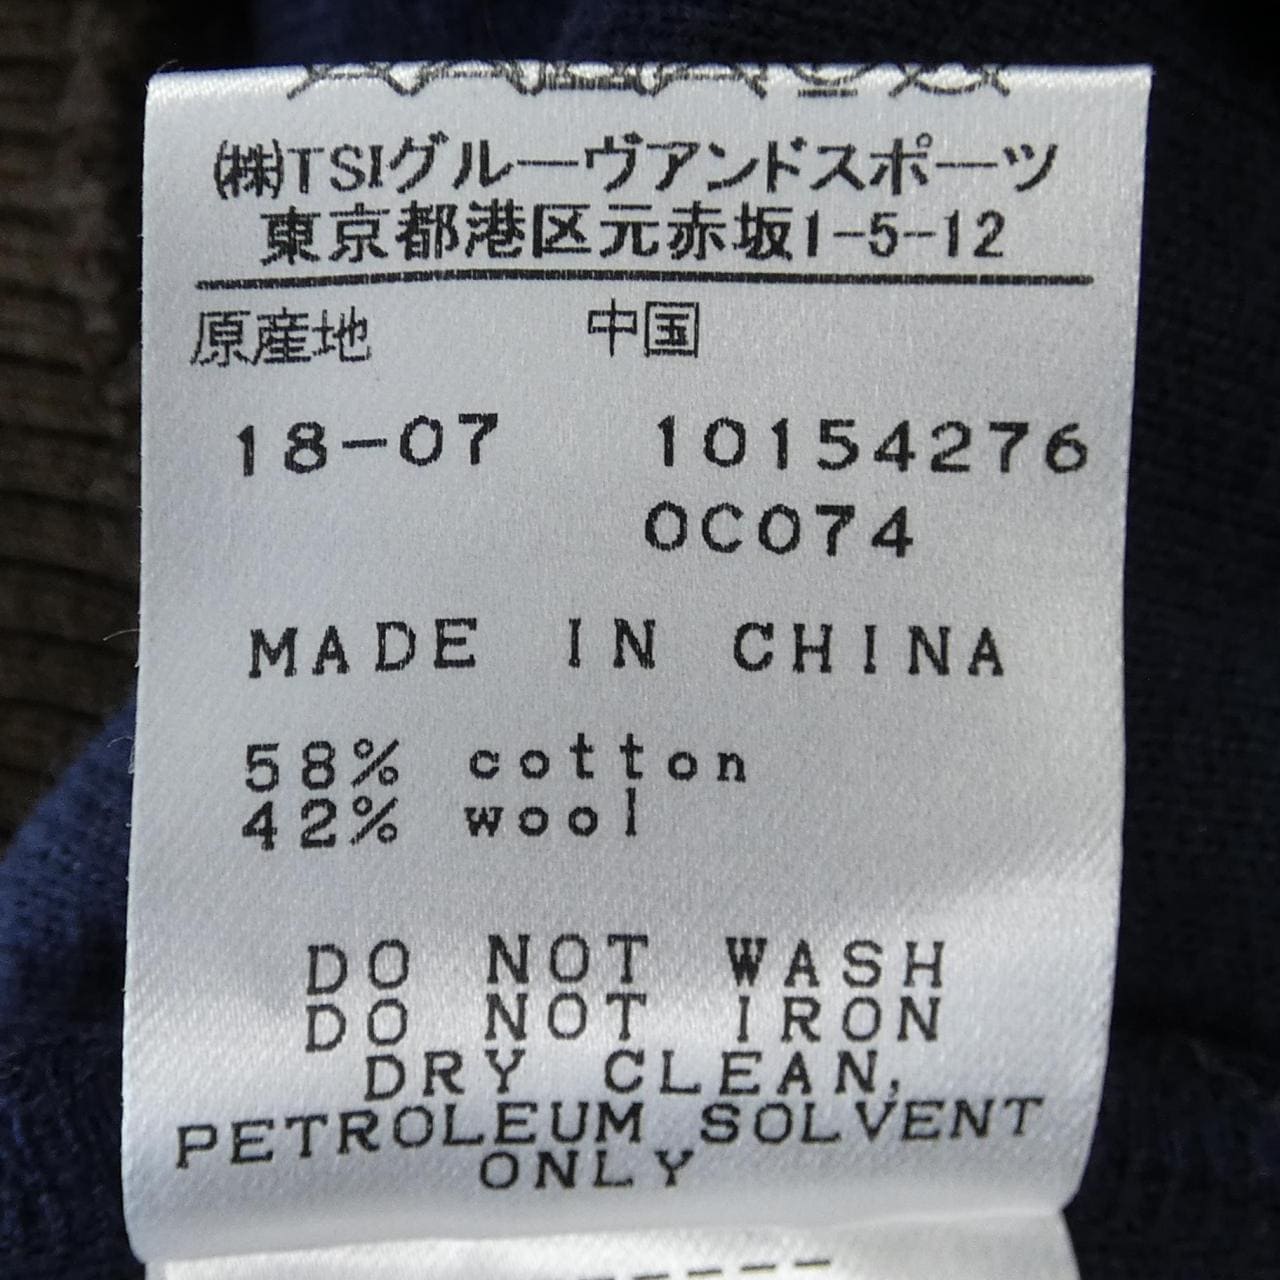 ㈱TSIグルーヴアンドスポーツ
東京都港区元赤坂1-5-12
原産地 中国
18-07 10154276
0C074
MADE IN CHINA
58% cotton
42% wool
DO NOT WASH
DO NOT IRON
DRY CLEAN,
PETROLEUM SOLVENT
ONLY